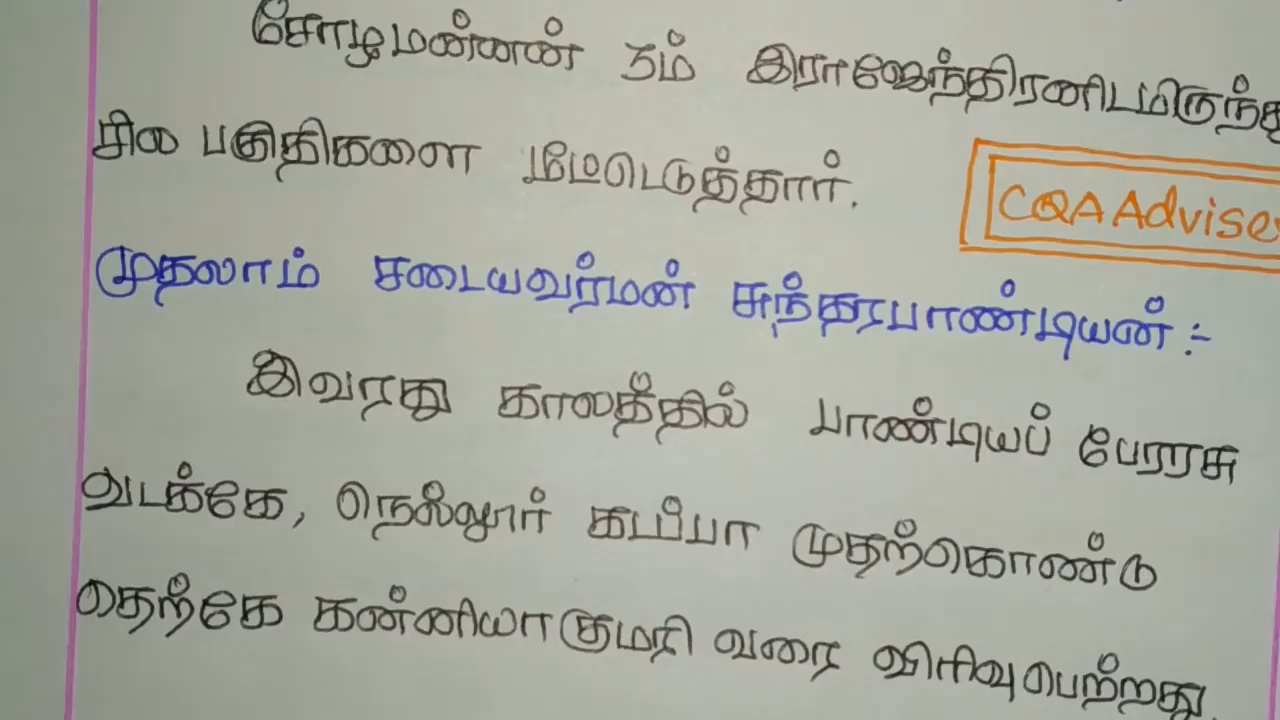 சோழமன்னன் 3ம் இராஜேந்திரனிடமிருந்து
சில பகுதிகளை மீட்டெடுத்தார்.
CQA Adviser
முதலாம் சடையவர்மன் சுந்தரபாண்டியன் :-
இவரது காலத்தில் பாண்டியப் பேரரசு
வடக்கே, நெல்லூர் கடப்பா முதற்கொண்டு
தெற்கே கன்னியாகுமரி வரை விரிவுபெற்றது.